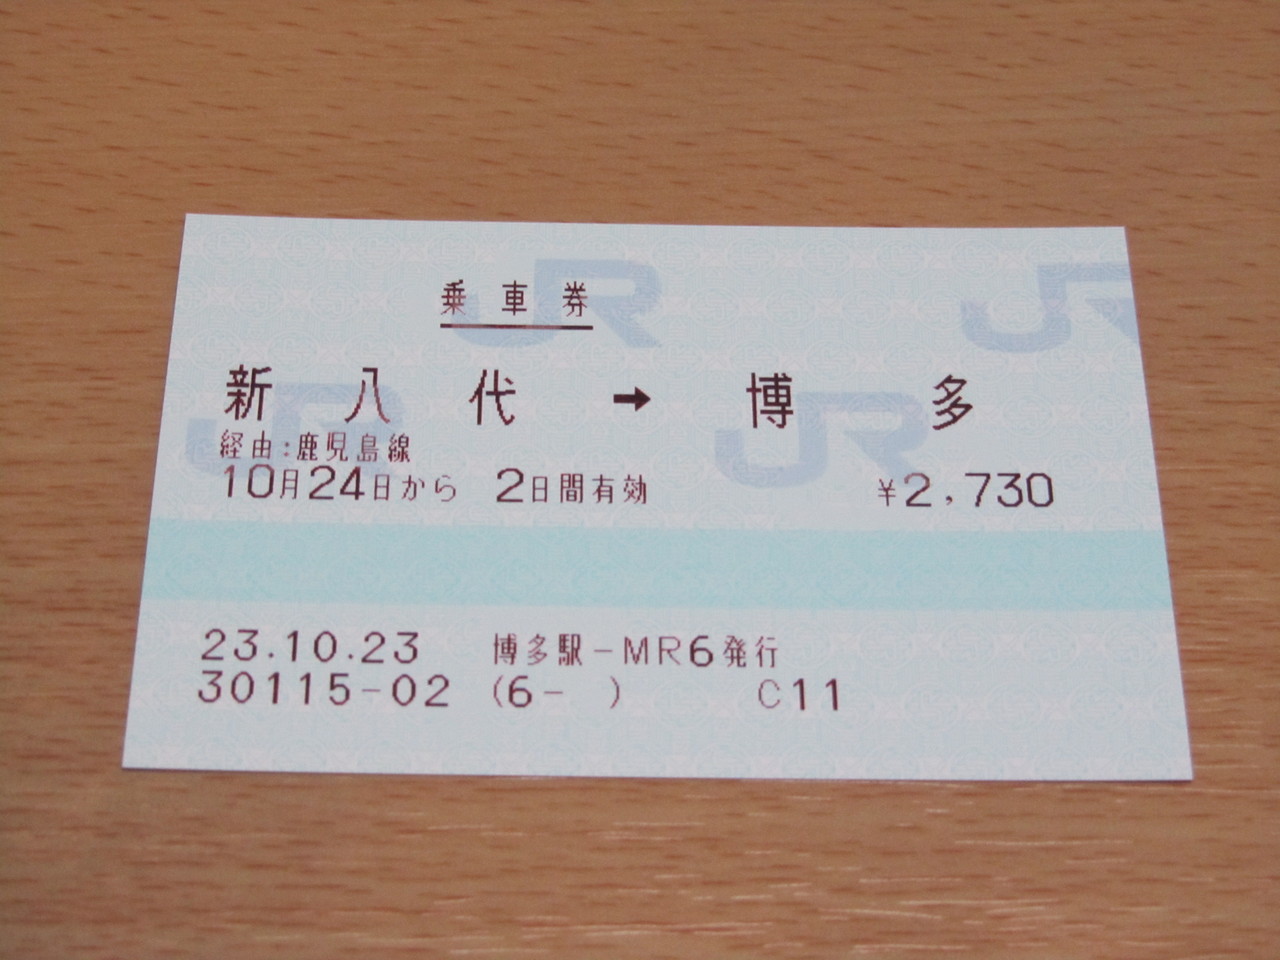 乗車券
新八代 → 博多
経由:鹿児島線
10月24日から 2日間有効 ¥2,730
23.10.23 博多駅-MR6発行
30115-02 (6- ) C11